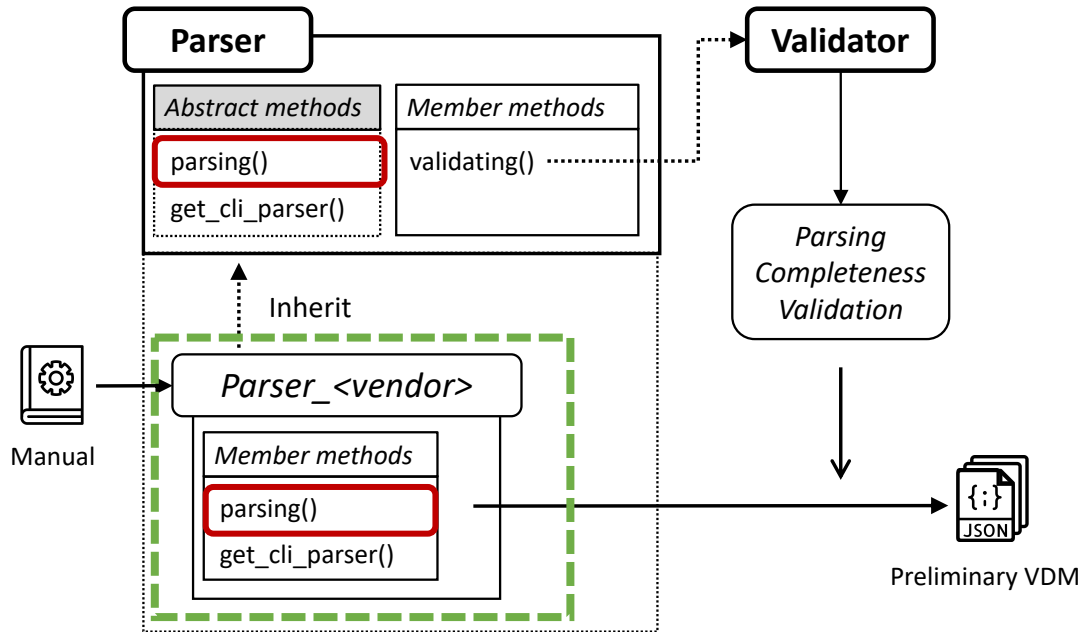 Parser
Validator
Abstract methods
parsing()
get_cli_parser()
Member methods
validating()
Parsing
Completeness
Validation
Inherit
Manual
Parser_<vendor>
Member methods
parsing()
get_cli_parser()
{;}
JSON
Preliminary VDM